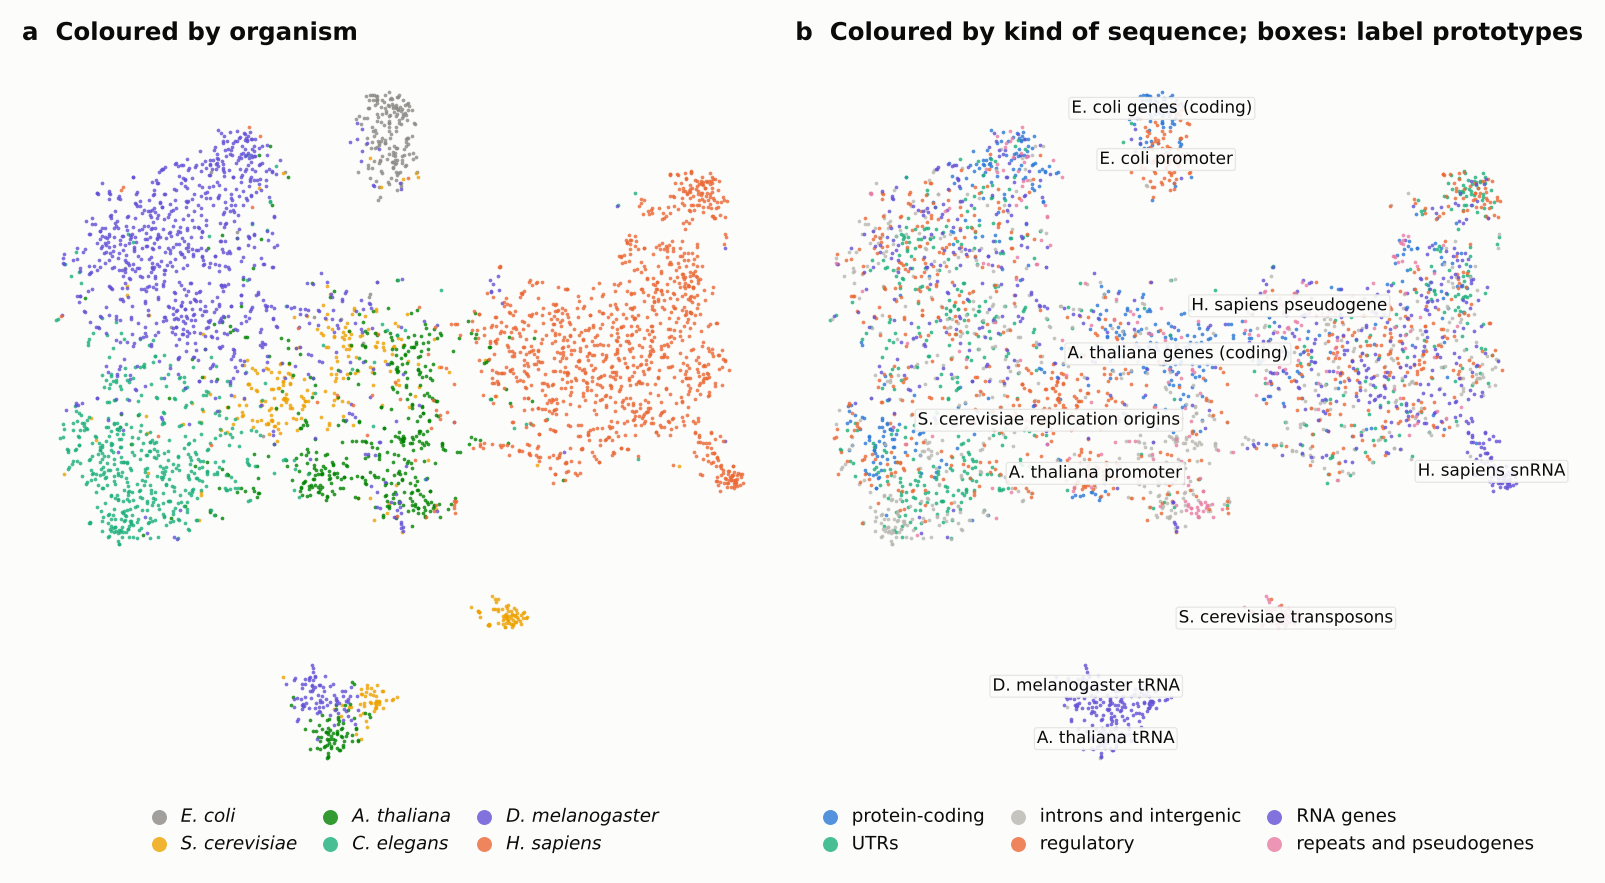 a Coloured by organism
b Coloured by kind of sequence; boxes: label prototypes
E. coli genes (coding)
E. coli promoter
H. sapiens pseudogene
A. thaliana genes (coding)
S. cerevisiae replication origins
A. thaliana promoter
H. sapiens snRNA
S. cerevisiae transposons
D. melanogaster tRNA
A. thaliana tRNA
E. coli
A. thaliana
D. melanogaster
S. cerevisiae
C. elegans
H. sapiens
protein-coding
introns and intergenic
RNA genes
UTRs
regulatory
repeats and pseudogenes